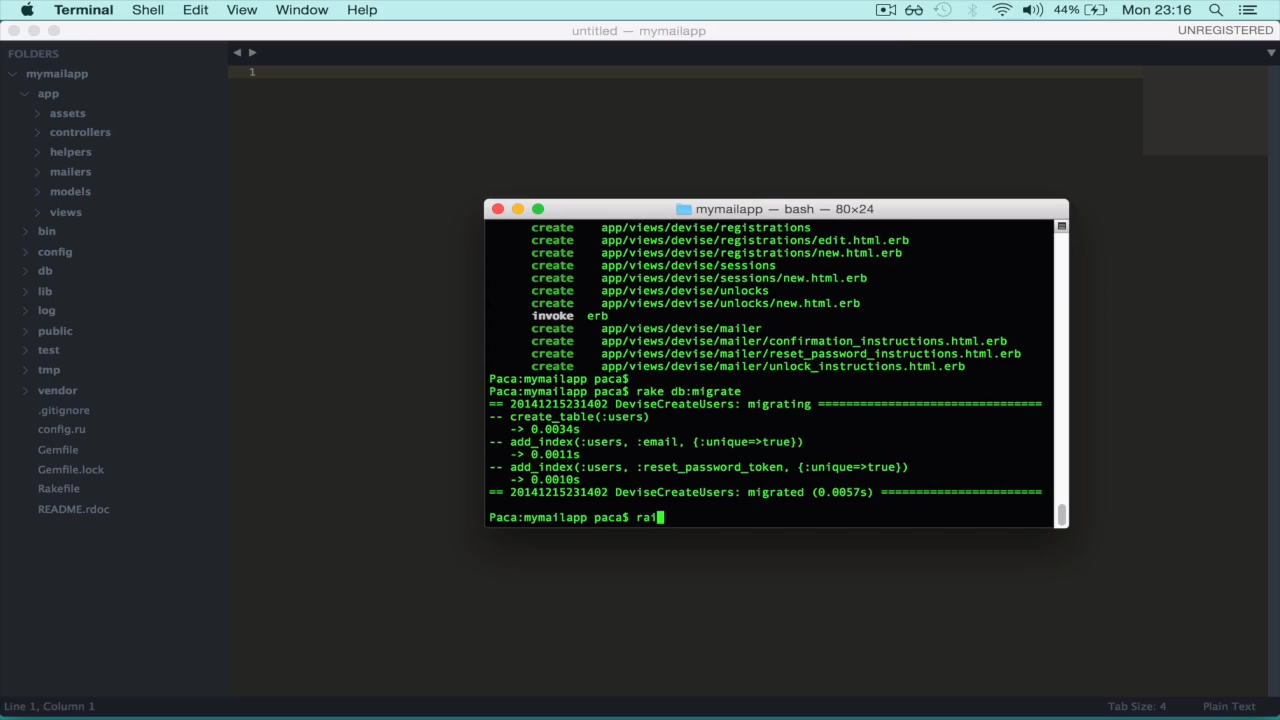 Terminal Shell Edit View Window Help 44% Mon 23:16
untitled — mymailapp UNREGISTERED
FOLDERS
mymailapp
app
assets
controllers
helpers
mailers
models
views
bin
config
db
lib
log
public
test
tmp
vendor
.gitignore
config.ru
Gemfile
Gemfile.lock
Rakefile
README.rdoc
1
mymailapp — bash — 80×24
create app/views/devise/registrations
create app/views/devise/registrations/edit.html.erb
create app/views/devise/registrations/new.html.erb
create app/views/devise/sessions
create app/views/devise/sessions/new.html.erb
create app/views/devise/unlocks
create app/views/devise/unlocks/new.html.erb
invoke erb
create app/views/devise/mailer
create app/views/devise/mailer/confirmation_instructions.html.erb
create app/views/devise/mailer/reset_password_instructions.html.erb
create app/views/devise/mailer/unlock_instructions.html.erb
Paca:mymailapp paca$
Paca:mymailapp paca$ rake db:migrate
== 20141215231402 DeviseCreateUsers: migrating ================================
-- create_table(:users)
-> 0.0034s
-- add_index(:users, :email, {:unique=>true})
-> 0.0011s
-- add_index(:users, :reset_password_token, {:unique=>true})
-> 0.0010s
== 20141215231402 DeviseCreateUsers: migrated (0.0057s) ========================
Paca:mymailapp paca$ rai
Line 1, Column 1 Tab Size: 4 Plain Text